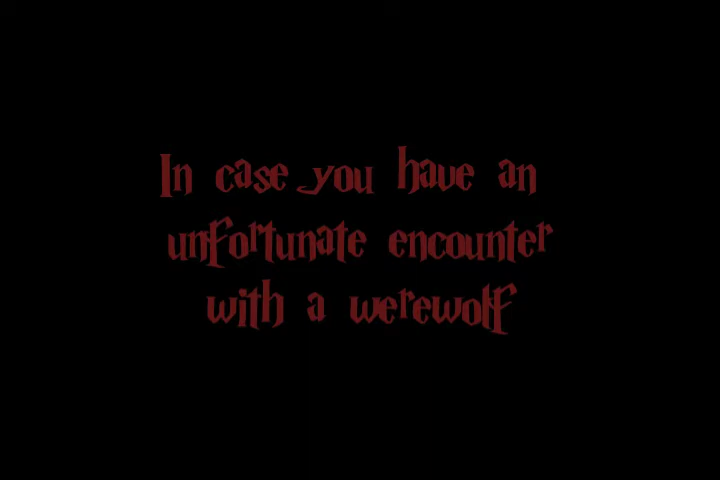 In case you have an
unfortunate encounter
with a werewolf